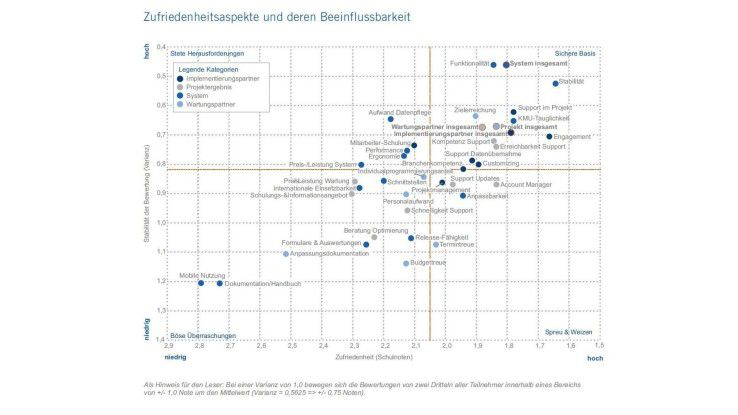 Zufriedenheitsaspekte und deren Beeinflussbarkeit
hoch
Stete Herausforderungen
Sichere Basis
Legende Kategorien
Implementierungspartner
Projektergebnis
System
Wartungspartner
Funktionalität
System insgesamt
Stabilität
Aufwand Datenpflege
Zielerreichung
Support im Projekt
KMU-Tauglichkeit
Wartungspartner insgesamt
Projekt insgesamt
Implementierungspartner insgesamt
Engagement
Mitarbeiter-Schulung
Kompetenz Support
Erreichbarkeit Support
Performance
Ergonomie
Support Datenübernahme
Preis-/Leistung System
Branchenkompetenz
Customizing
Individualprogrammierungsanteil
Preis/Leistung Wartung
Schnittstellen
Support Updates
Account Manager
Internationale Einsetzbarkeit
Projektmanagement
Schulungs-&Informationsangebot
Personalaufwand
Anpassbarkeit
Schnelligkeit Support
Beratung Optimierung
Release-Fähigkeit
Formulare & Auswertungen
Termintreue
Anpassungsdokumentation
Budgettreue
Mobile Nutzung
Dokumentation/Handbuch
Böse Überraschungen
Spreu & Weizen
0,4
0,5
0,6
0,7
0,8
0,9
1,0
1,1
1,2
1,3
1,4
Stabilität der Bewertung (Varianz)
niedrig
2,9 2,8 2,7 2,6 2,5 2,4 2,3 2,2 2,1 2,0 1,9 1,8 1,7 1,6 1,5
niedrig
Zufriedenheit (Schulnoten)
hoch
Als Hinweis für den Leser: Bei einer Varianz von 1,0 bewegen sich die Bewertungen von zwei Dritteln aller Teilnehmer innerhalb eines Bereichs
von +/- 1,0 Note um den Mittelwert (Varianz = 0,5625 => +/- 0,75 Noten).